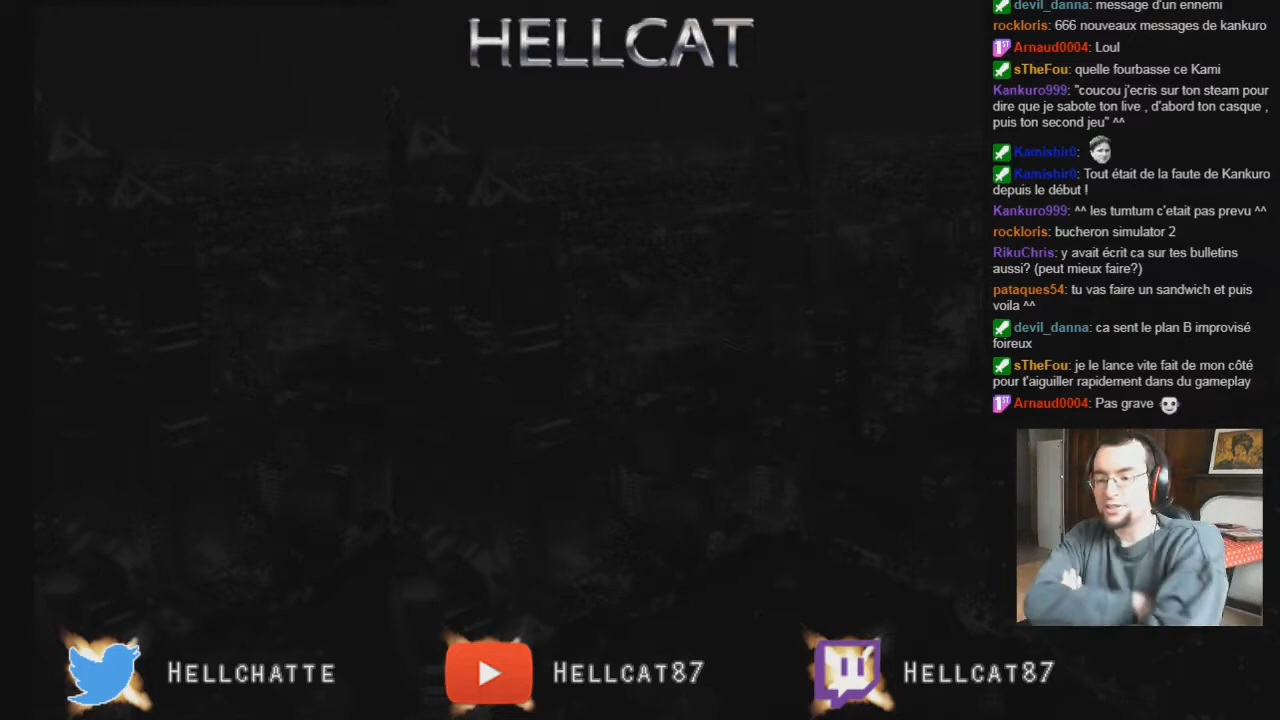 HELLCAT
devil_danna: message d'un ennemi
rockloris: 666 nouveaux messages de kankuro
1ST Arnaud0004: Loul
sTheFou: quelle fourbasse ce Kami
Kankuro999: "coucou j'ecris sur ton steam pour
dire que je sabote ton live , d'abord ton casque ,
puis ton second jeu" ^^
Kamishir0:
Kamishir0: Tout était de la faute de Kankuro
depuis le début !
Kankuro999: ^^ les tumtum c'etait pas prevu ^^
rockloris: bucheron simulator 2
RikuChris: y avait écrit ca sur tes bulletins
aussi? (peut mieux faire?)
pataques54: tu vas faire un sandwich et puis
voila ^^
devil_danna: ca sent le plan B improvisé
foireux
sTheFou: je le lance vite fait de mon côté
pour t'aiguiller rapidement dans du gameplay
1ST Arnaud0004: Pas grave
HELLCHATTE
HELLCAT87
HELLCAT87